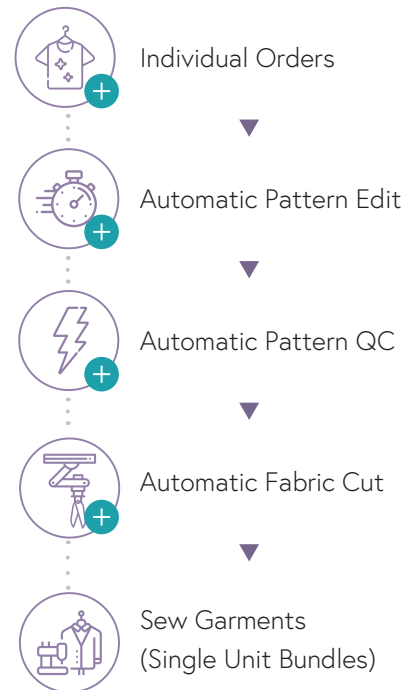 Individual Orders
Automatic Pattern Edit
Automatic Pattern QC
Automatic Fabric Cut
Sew Garments
(Single Unit Bundles)